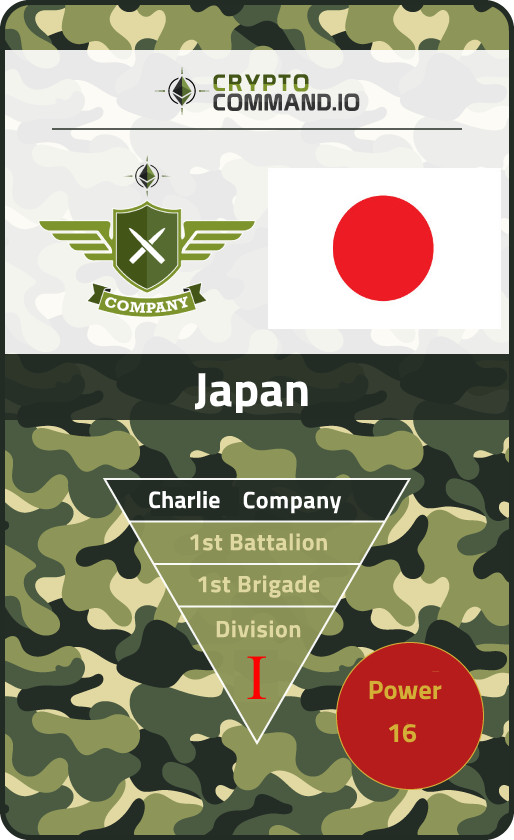 CRYPTO
COMMAND.IO
COMPANY
Japan
Charlie Company
1st Battalion
1st Brigade
Division
I
Power
16